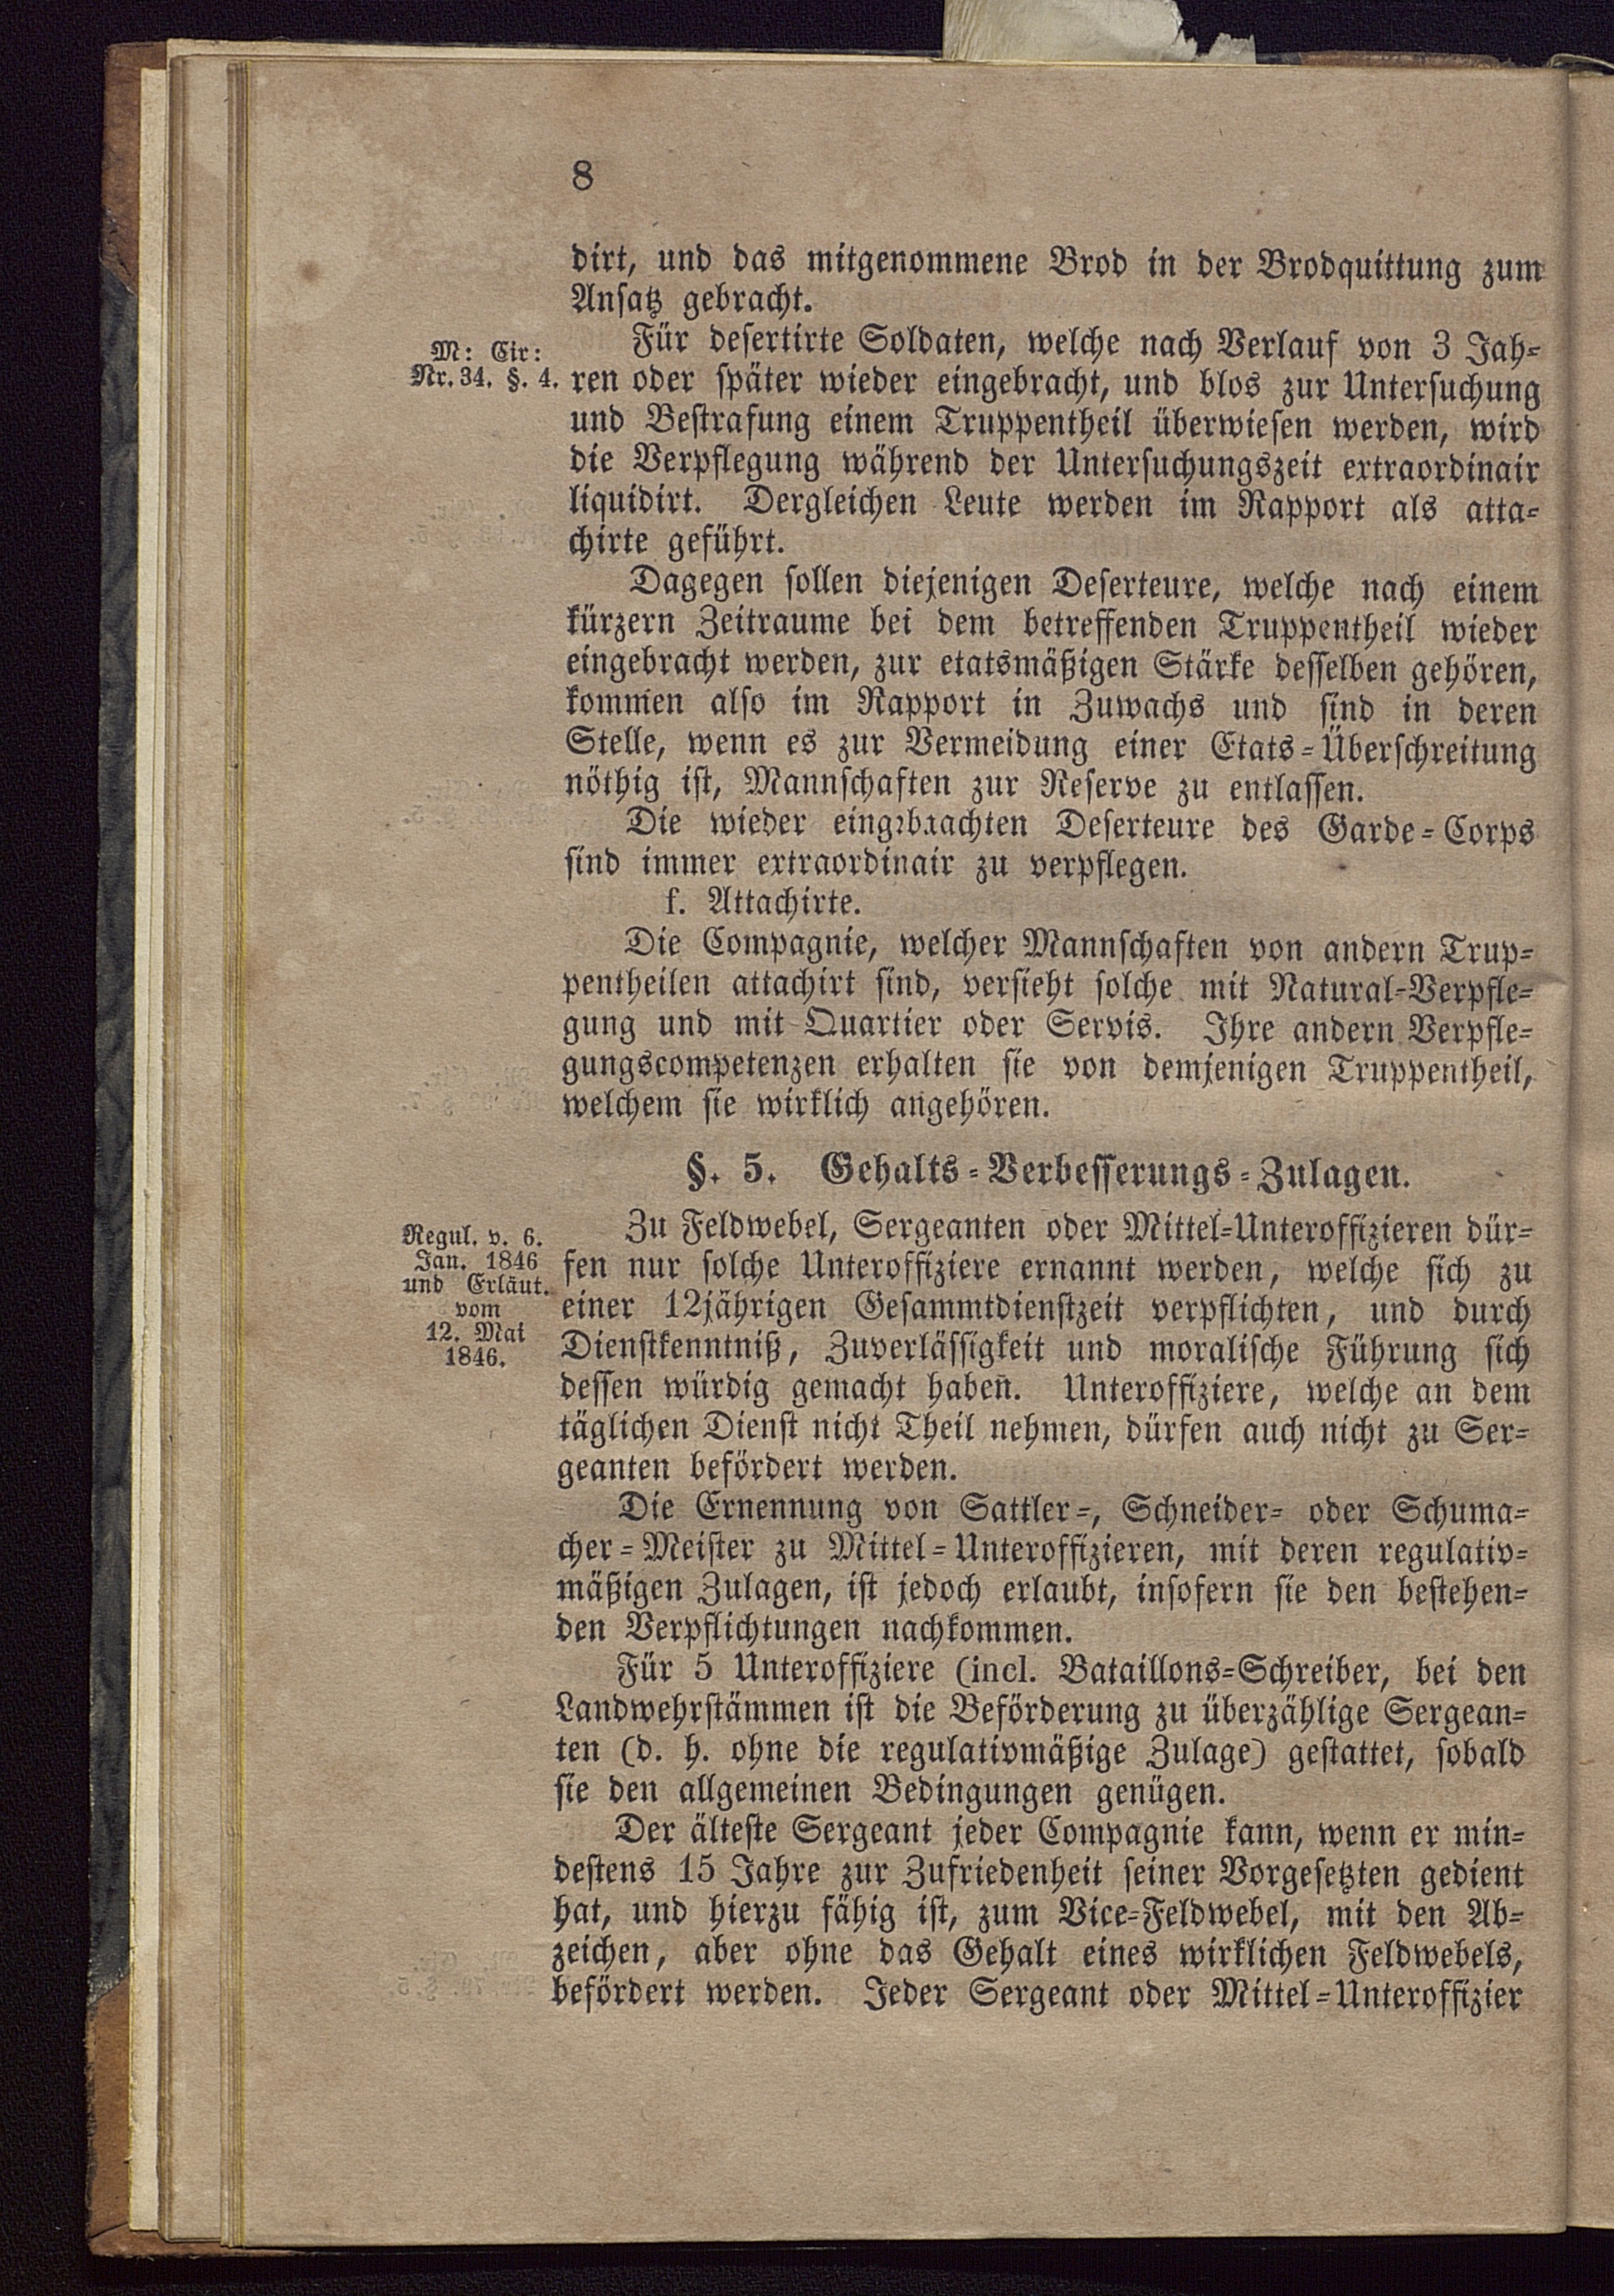 8
dirt, und das mitgenommene Brod in der Brodquittung zum
Ansatz gebracht.
M: Cir:
Nr. 34. §. 4.
Für desertirte Soldaten, welche nach Verlauf von 3 Jah-
ren oder später wieder eingebracht, und blos zur Untersuchung
und Bestrafung einem Truppentheil überwiesen werden, wird
die Verpflegung während der Untersuchungszeit extraordinair
liquidirt. Dergleichen Leute werden im Rapport als atta-
chirte geführt.
Dagegen sollen diejenigen Deserteure, welche nach einem
kürzern Zeitraume bei dem betreffenden Truppentheil wieder
eingebracht werden, zur etatsmäßigen Stärke desselben gehören,
kommen also im Rapport in Zuwachs und sind in deren
Stelle, wenn es zur Vermeidung einer Etats-Überschreitung
nöthig ist, Mannschaften zur Reserve zu entlassen.
Die wieder eingebrachten Deserteure des Garde-Corps
sind immer extraordinair zu verpflegen.
k. Attachirte.
Die Compagnie, welcher Mannschaften von andern Trup-
pentheilen attachirt sind, versieht solche mit Natural-Verpfle-
gung und mit Quartier oder Servis. Ihre andern Verpfle-
gungscompetenzen erhalten sie von demjenigen Truppentheil,
welchem sie wirklich angehören.
§. 5. Gehalts-Verbesserungs-Zulagen.
Regul. v. 6.
Jan. 1846
und Erläut.
vom
12. Mai
1846.
Zu Feldwebel, Sergeanten oder Mittel-Unteroffizieren dür-
fen nur solche Unteroffiziere ernannt werden, welche sich zu
einer 12jährigen Gesammtdienstzeit verpflichten, und durch
Dienstkenntniß, Zuverlässigkeit und moralische Führung sich
dessen würdig gemacht haben. Unteroffiziere, welche an dem
täglichen Dienst nicht Theil nehmen, dürfen auch nicht zu Ser-
geanten befördert werden.
Die Ernennung von Sattler-, Schneider- oder Schuma-
cher-Meister zu Mittel-Unteroffizieren, mit deren regulativ-
mäßigen Zulagen, ist jedoch erlaubt, insofern sie den bestehen-
den Verpflichtungen nachkommen.
Für 5 Unteroffiziere (incl. Bataillons-Schreiber, bei den
Landwehrstämmen ist die Beförderung zu überzählige Sergean-
ten (d. h. ohne die regulativmäßige Zulage) gestattet, sobald
sie den allgemeinen Bedingungen genügen.
Der älteste Sergeant jeder Compagnie kann, wenn er min-
destens 15 Jahre zur Zufriedenheit seiner Vorgesetzten gedient
hat, und hierzu fähig ist, zum Vice-Feldwebel, mit den Ab-
zeichen, aber ohne das Gehalt eines wirklichen Feldwebels,
befördert werden. Jeder Sergeant oder Mittel-Unteroffizier